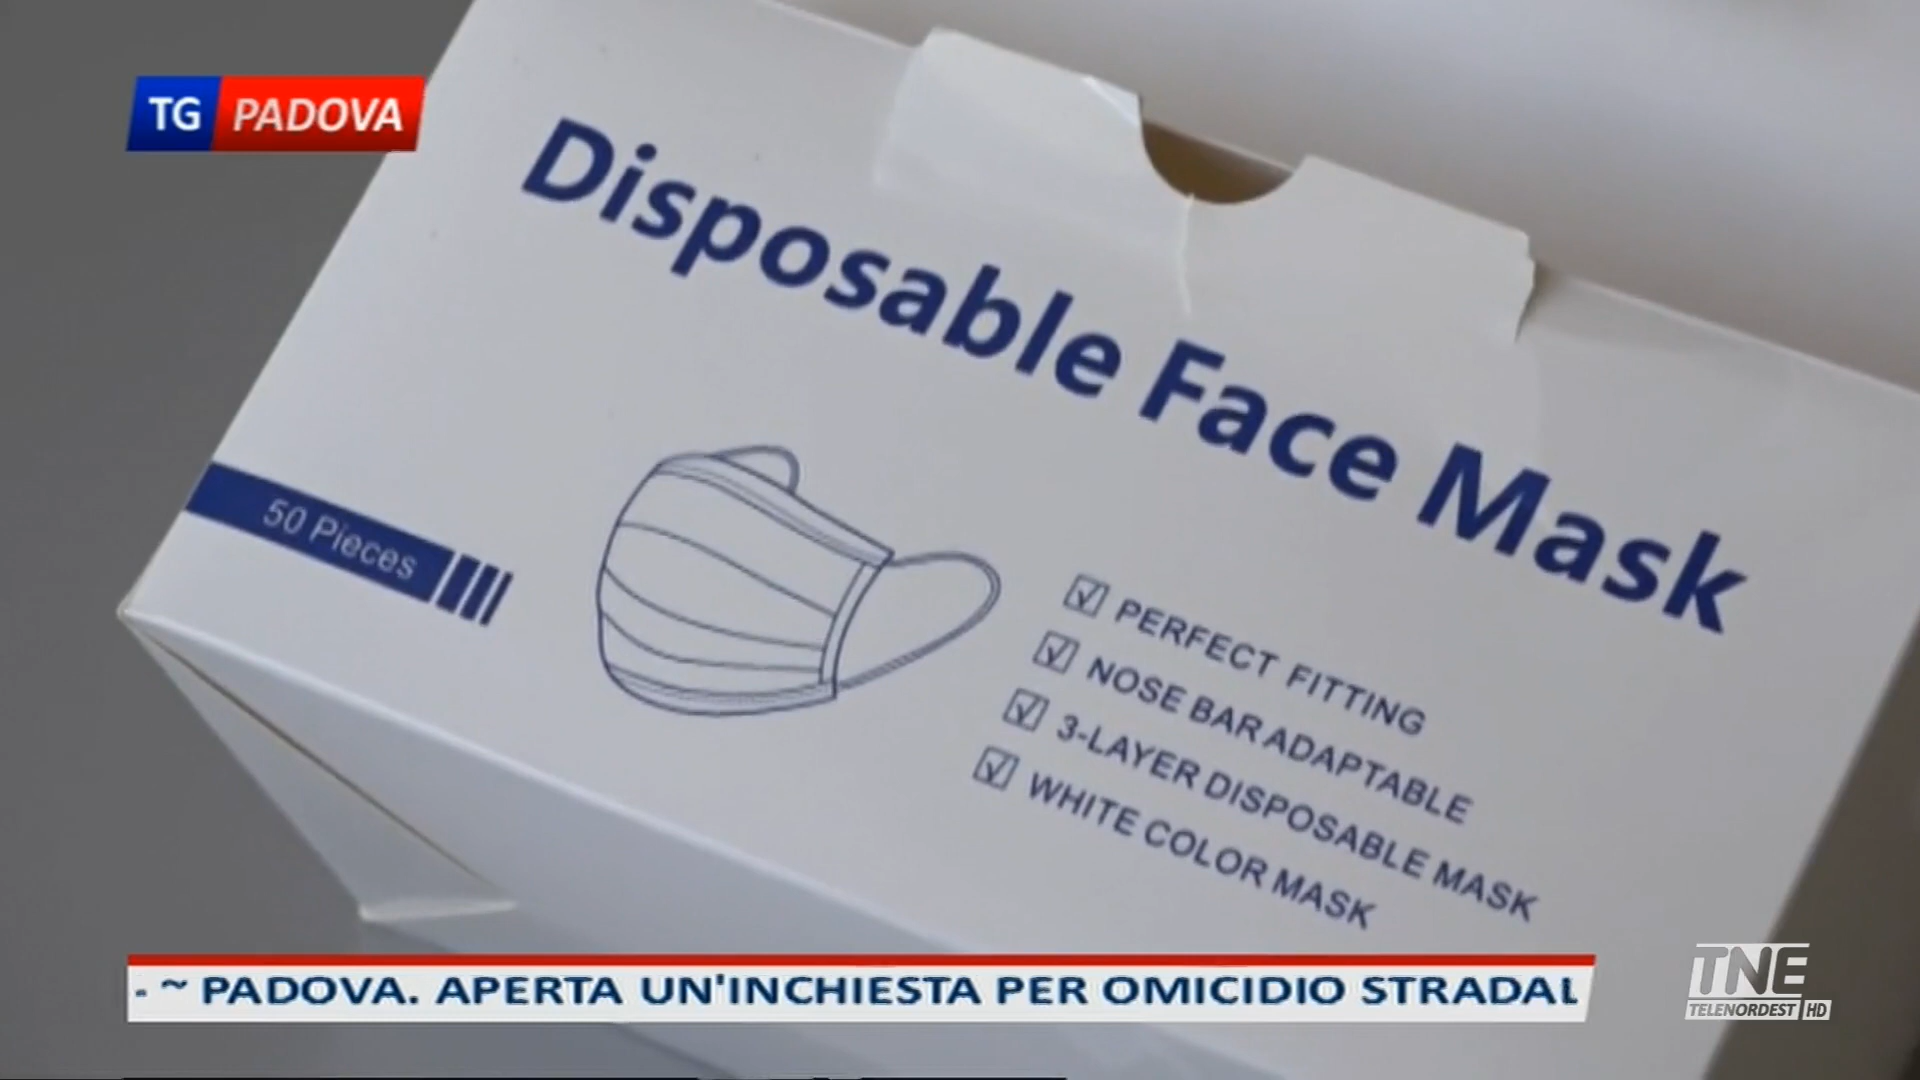 TG PADOVA
Disposable Face Mask
50 Pieces
PERFECT FITTING
NOSE BAR ADAPTABLE
3-LAYER DISPOSABLE MASK
WHITE COLOR MASK
- ~ PADOVA. APERTA UN'INCHIESTA PER OMICIDIO STRADAL
TNE
TELENORDEST HD